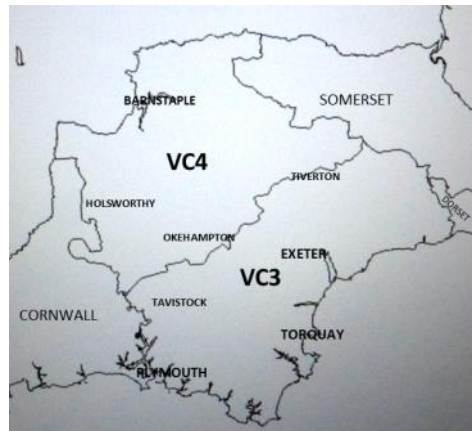 BARNSTAPLE
SOMERSET
VC4
TIVERTON
HOLSWORTHY
DORSET
OKEHAMPTON
EXETER
VC3
TAVISTOCK
CORNWALL
TORQUAY
PLYMOUTH